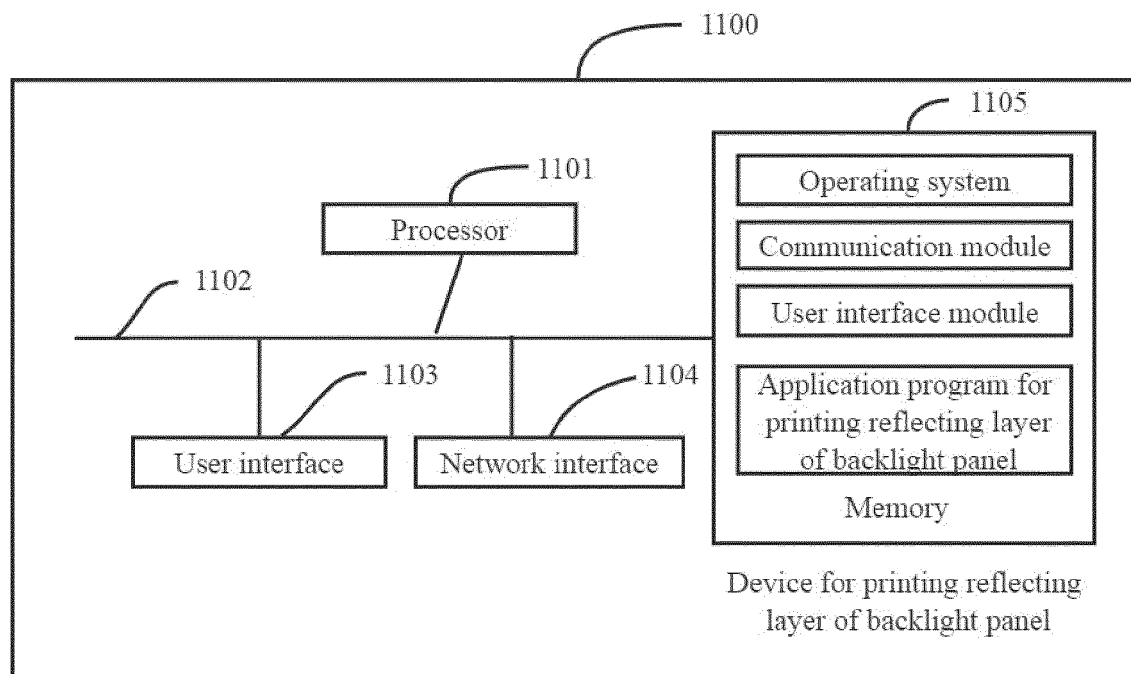 1100
1105
Operating system
1101
Processor
Communication module
1102
User interface module
1103
1104
Application program for
printing reflecting layer
of backlight panel
User interface
Network interface
Memory
Device for printing reflecting
layer of backlight panel